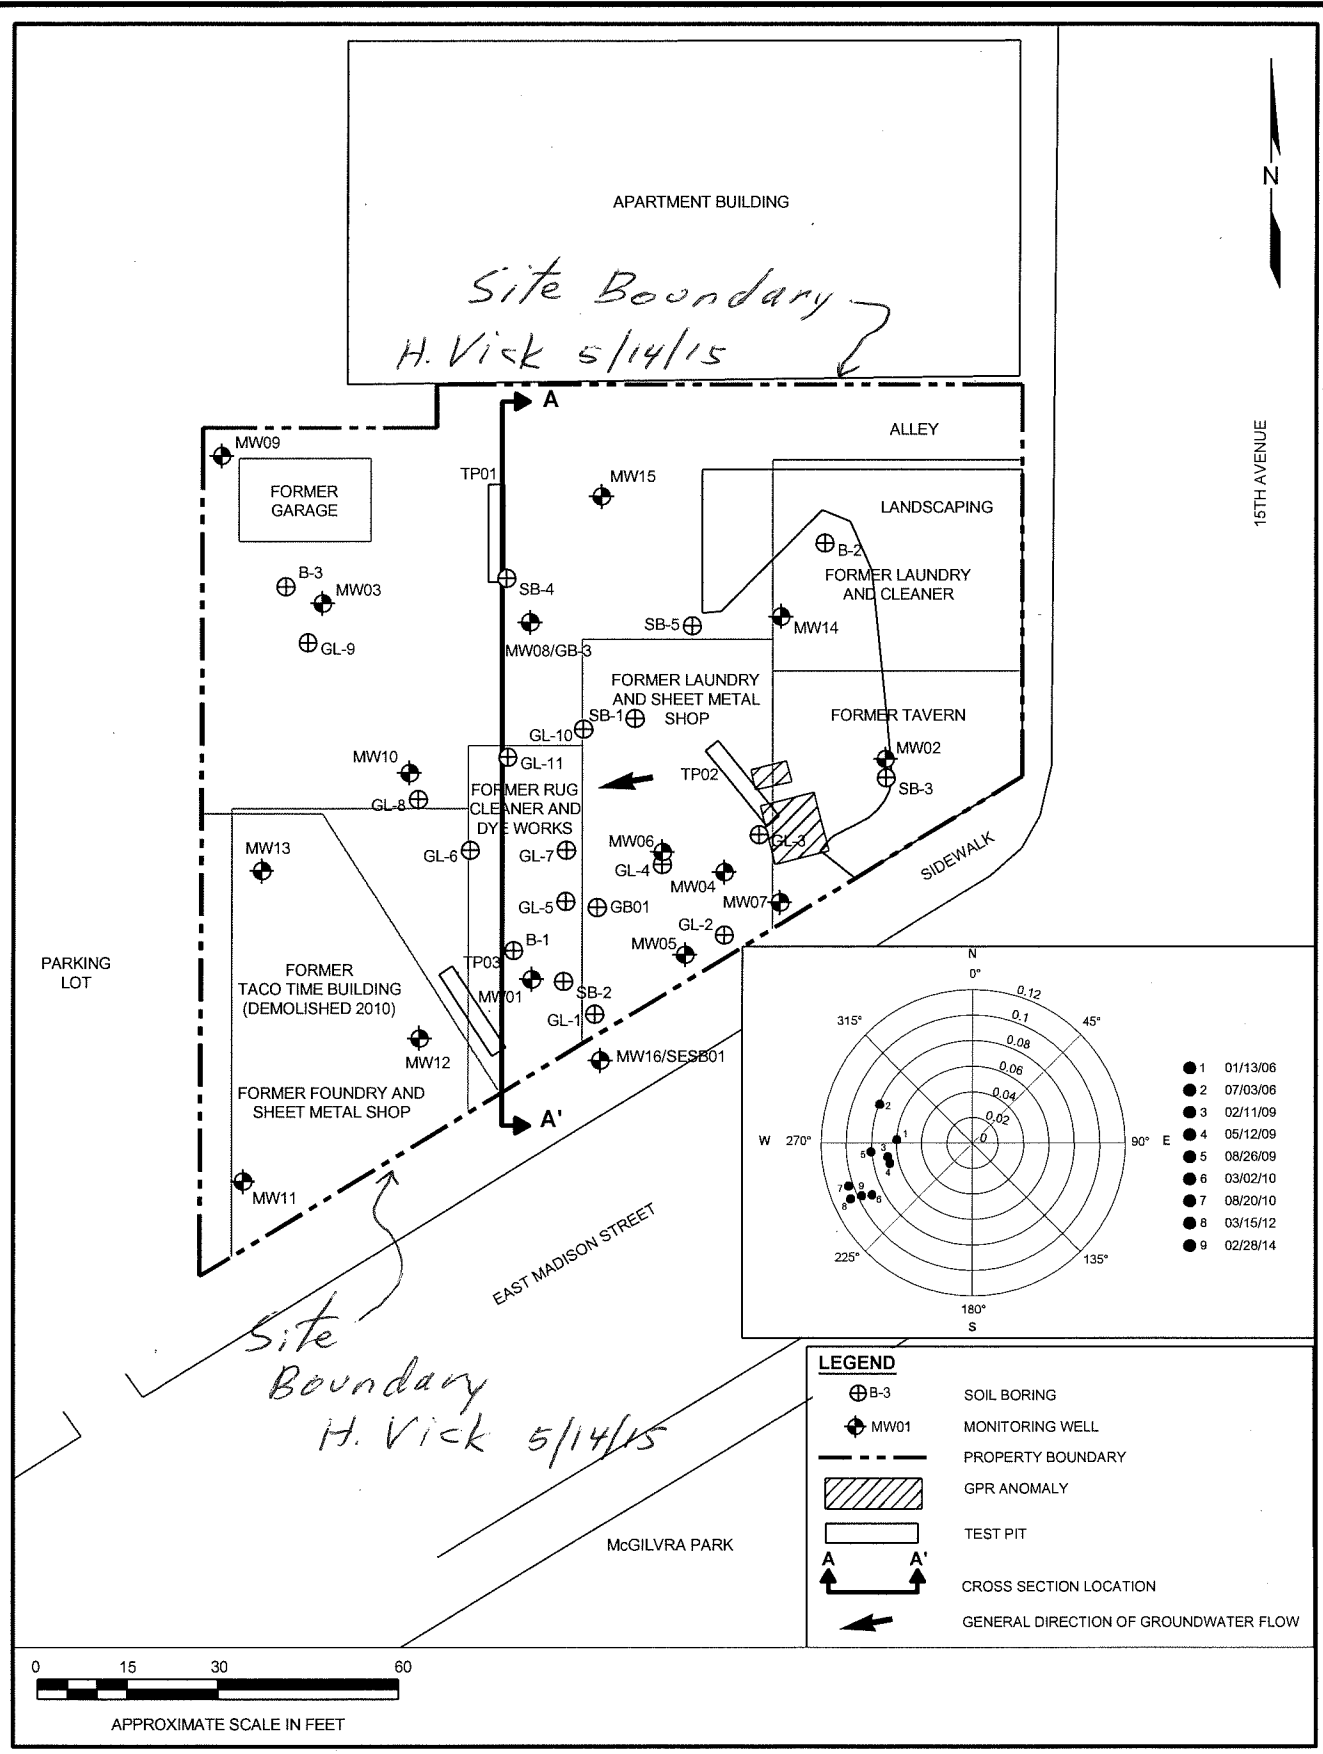 APARTMENT BUILDING
N
Site Boundary
H. Vick 5/14/15
A
ALLEY
15TH AVENUE
MW09
TP01
MW15
FORMER
GARAGE
LANDSCAPING
B-2
FORMER LAUNDRY
AND CLEANER
B-3
MW03
SB-4
GL-9
MW08/GB-3
SB-5
MW14
FORMER LAUNDRY
AND SHEET METAL
SHOP
SB-1
GL-10
FORMER TAVERN
MW10
GL-11
TP02
MW02
SB-3
GL-8
FORMER RUG
CLEANER AND
DYE WORKS
MW13
GL-6
GL-7
MW06
GL-4
GL-3
MW04
SIDEWALK
GL-5
GB01
MW07
GL-2
B-1
MW05
PARKING
LOT
FORMER
TACO TIME BUILDING
(DEMOLISHED 2010)
TP03
MW01
SB-2
GL-1
MW12
MW16/SESB01
FORMER FOUNDRY AND
SHEET METAL SHOP
A'
MW11
EAST MADISON STREET
Site
Boundary
H. Vick 5/14/15
McGILVRA PARK
N
0°
0.12
0.1
0.08
0.06
0.04
0.02
0
315°
45°
W 270°
90° E
225°
135°
180°
S
1
2
3
4
5
6
7
8
9
1 01/13/06
2 07/03/06
3 02/11/09
4 05/12/09
5 08/26/09
6 03/02/10
7 08/20/10
8 03/15/12
9 02/28/14
LEGEND
B-3 SOIL BORING
MW01 MONITORING WELL
PROPERTY BOUNDARY
GPR ANOMALY
TEST PIT
A A'
CROSS SECTION LOCATION
GENERAL DIRECTION OF GROUNDWATER FLOW
0 15 30 60
APPROXIMATE SCALE IN FEET